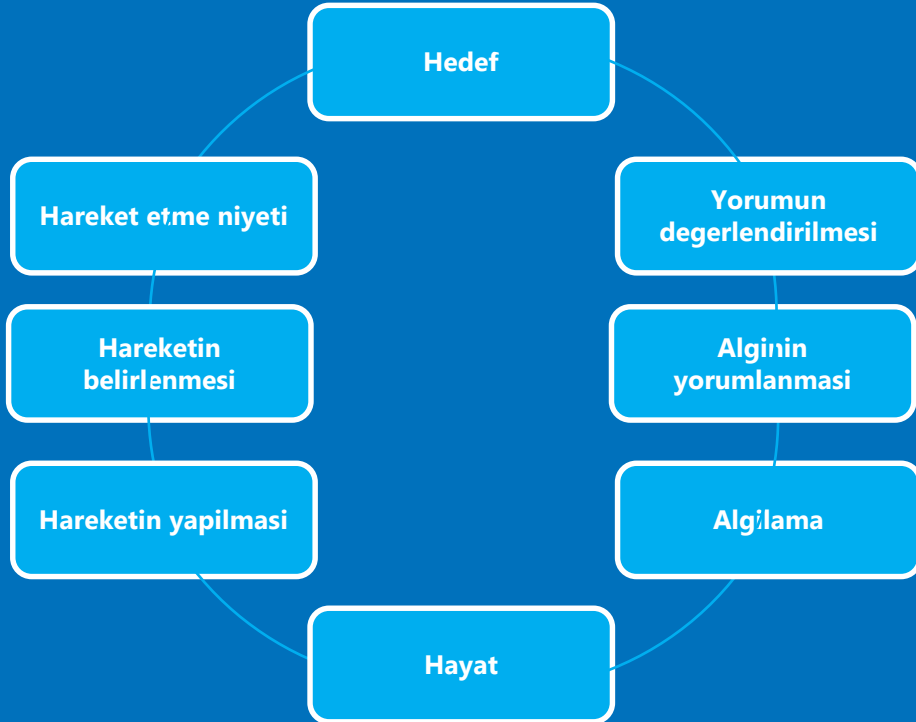 Hedef
Hareket etme niyeti
Yorumun
degerlendirilmesi
Hareketin
belirlenmesi
Alginin
yorumlanmasi
Hareketin yapilmasi
Algilama
Hayat